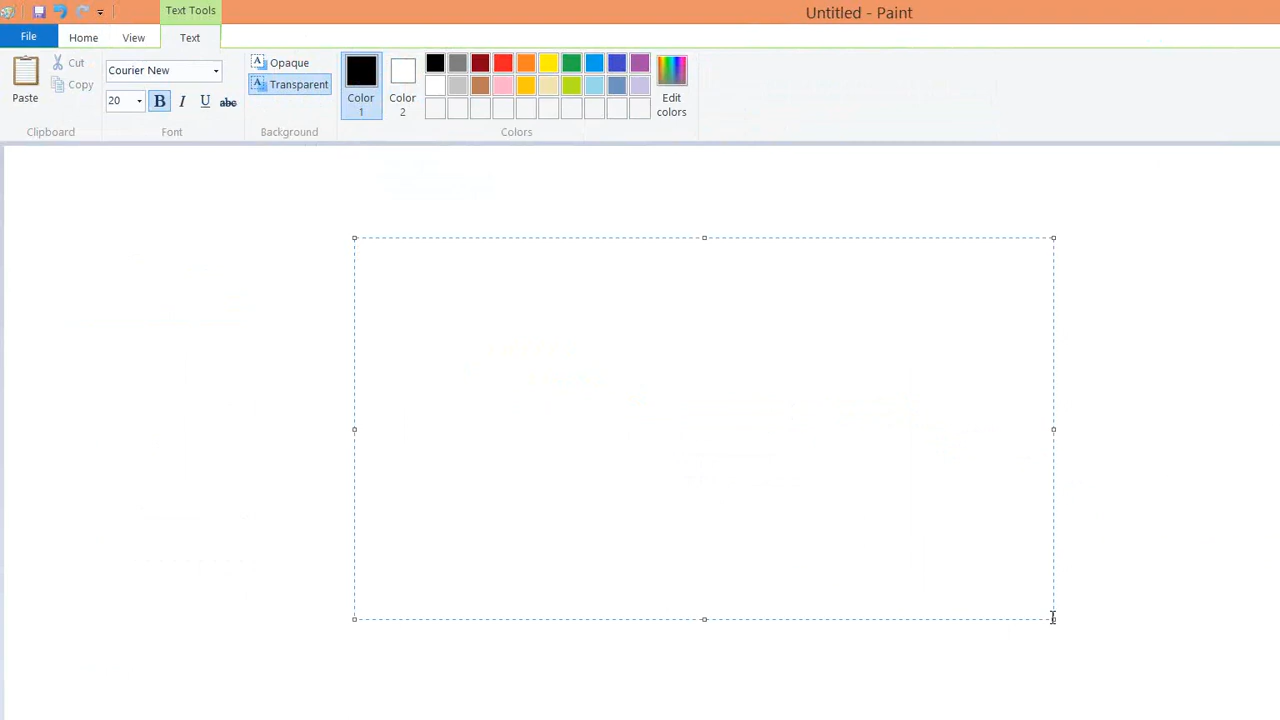 Text Tools
Untitled - Paint
File Home View Text
Cut
Copy
Paste
Clipboard
Courier New
20 B I U abc
Font
A Opaque
A Transparent
Background
Color 1
Color 2
Edit colors
Colors